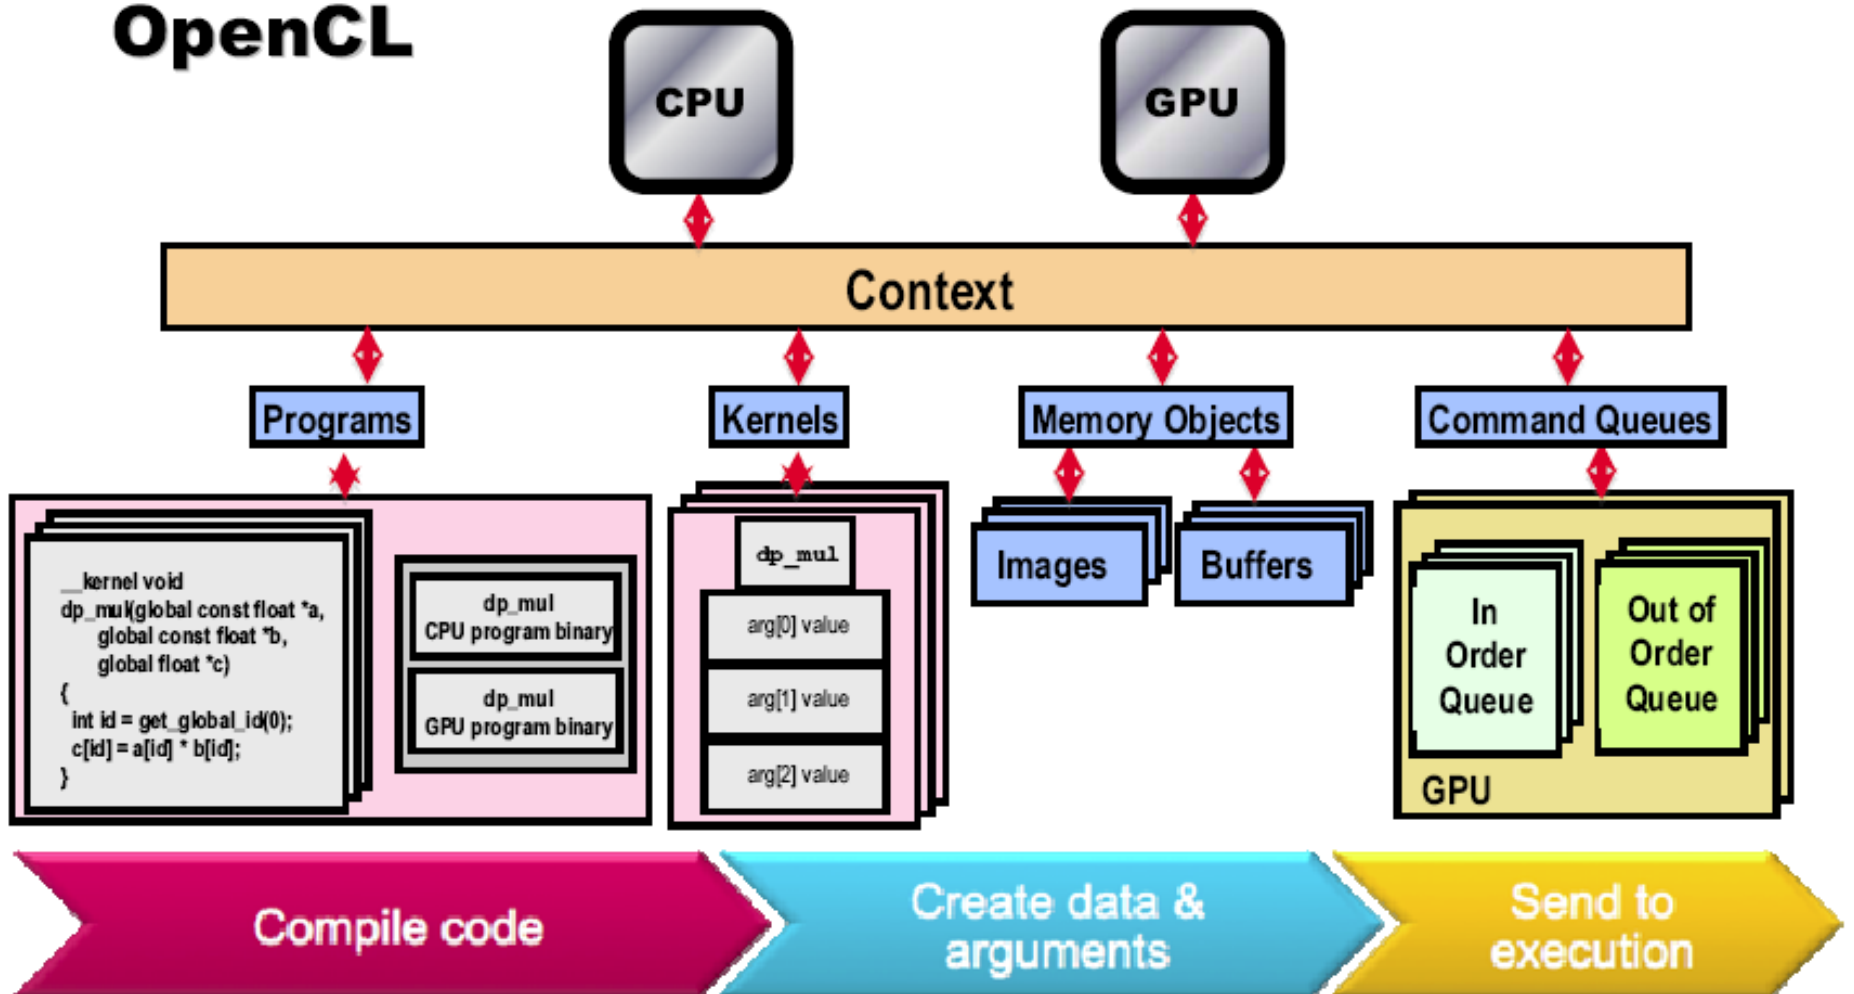 OpenCL
CPU
GPU
Context
Programs
Kernels
Memory Objects
Command Queues
__kernel void
dp_mul(global const float *a,
global const float *b,
global float *c)
{
int id = get_global_id(0);
c[id] = a[id] * b[id];
}
dp_mul
CPU program binary
dp_mul
GPU program binary
dp_mul
arg[0] value
arg[1] value
arg[2] value
Images
Buffers
In
Order
Queue
Out of
Order
Queue
GPU
Compile code
Create data &
arguments
Send to
execution